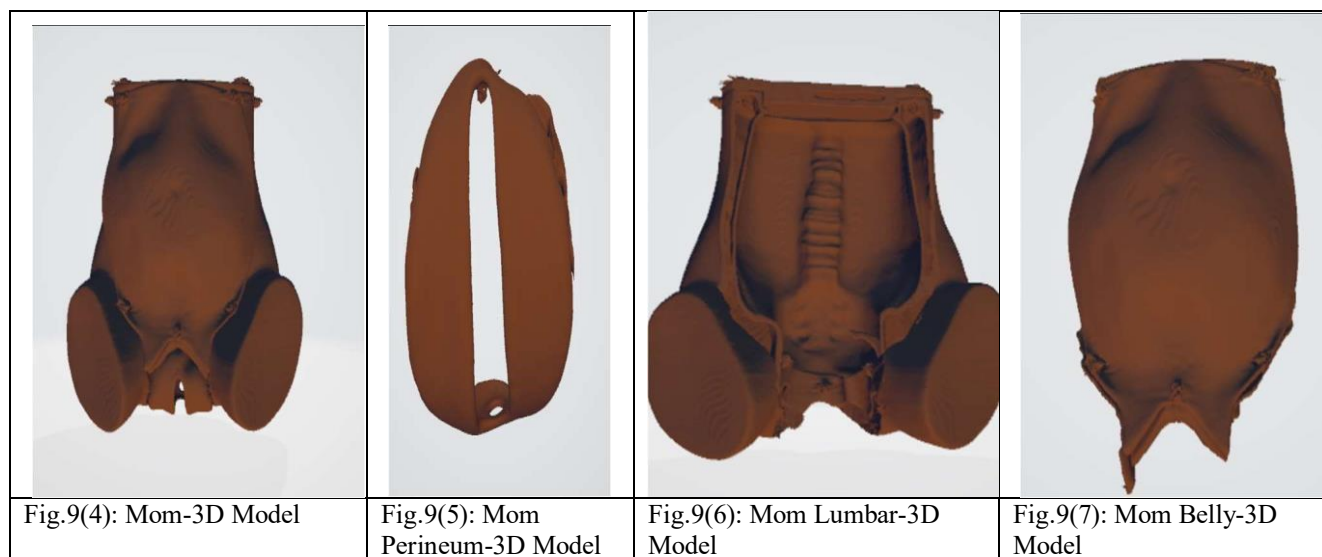 Fig.9(4): Mom-3D Model
Fig.9(5): Mom
Perineum-3D Model
Fig.9(6): Mom Lumbar-3D
Model
Fig.9(7): Mom Belly-3D
Model